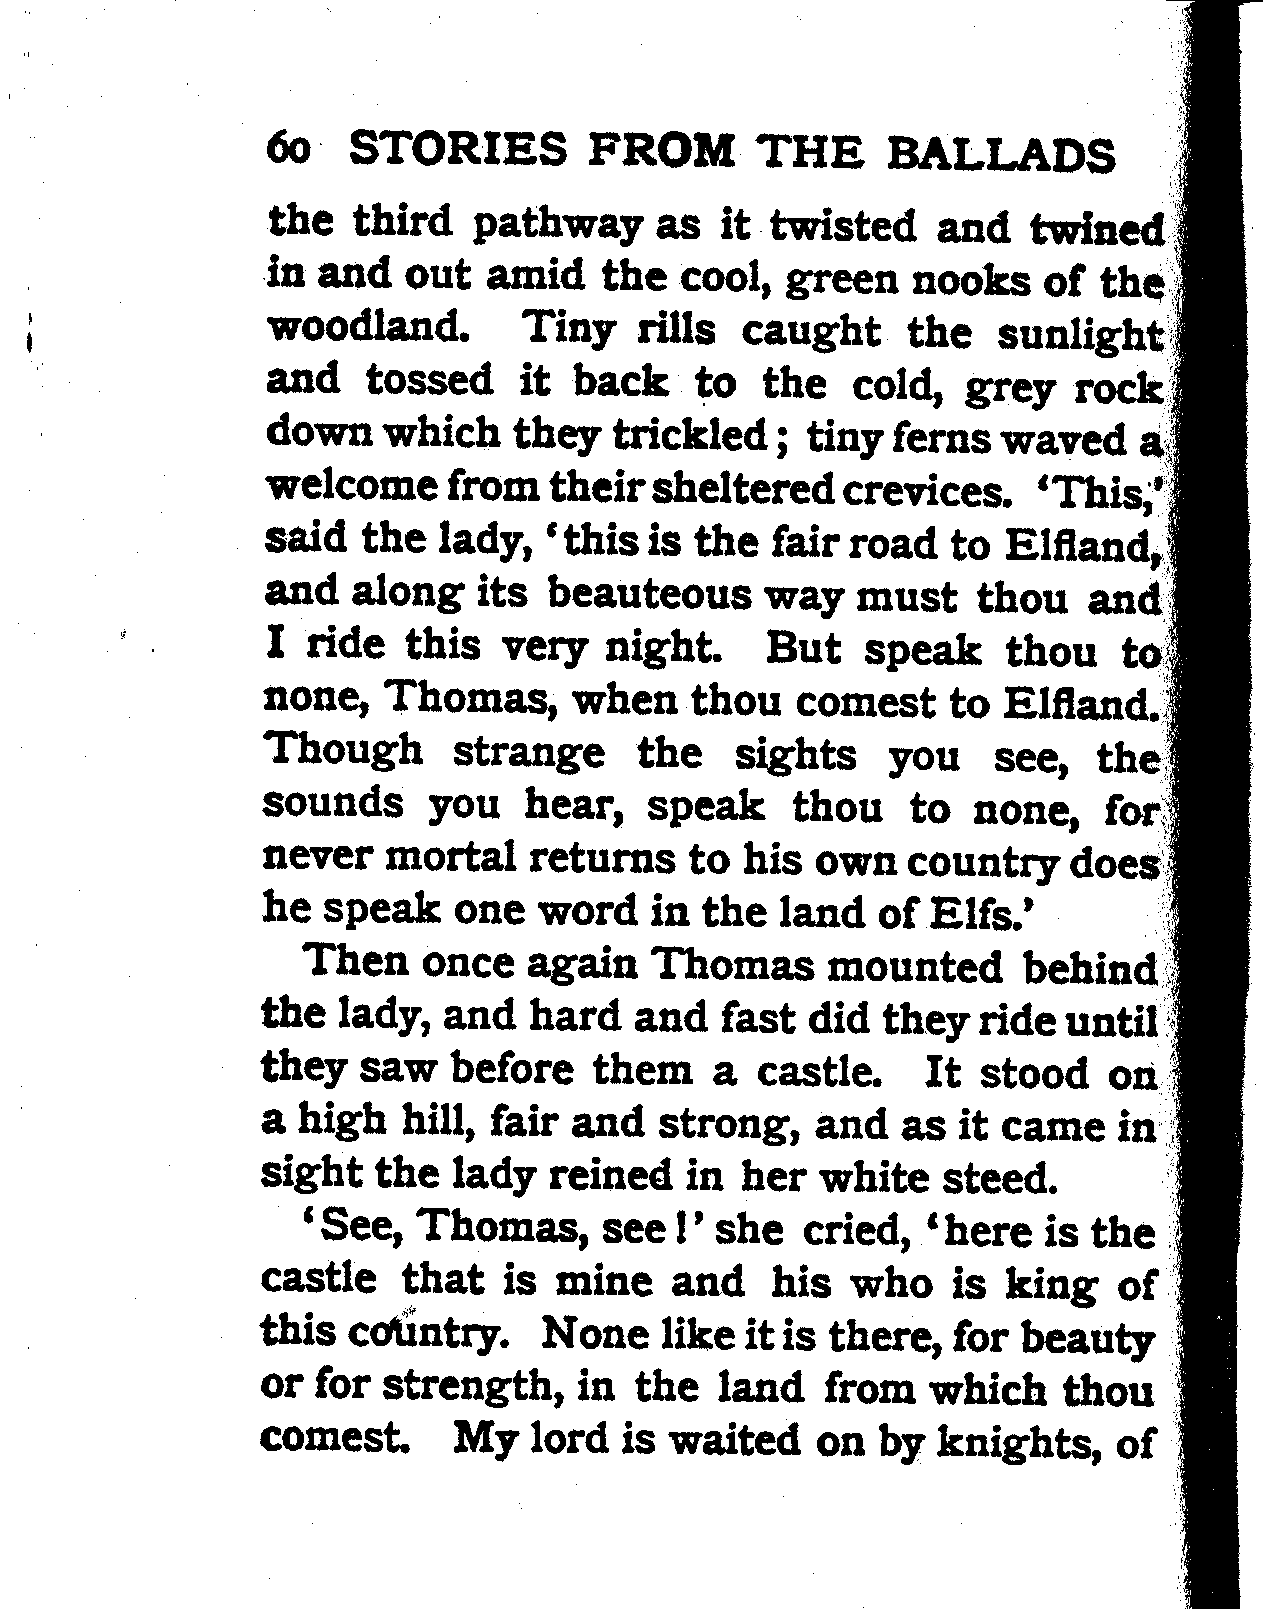 60 STORIES FROM THE BALLADS
the third pathway as it twisted and twined
in and out amid the cool, green nooks of the
woodland. Tiny rills caught the sunlight
and tossed it back to the cold, grey rock
down which they trickled; tiny ferns waved a
welcome from their sheltered crevices. ‘This,’
said the lady, ‘this is the fair road to Elfland,
and along its beauteous way must thou and
I ride this very night. But speak thou to
none, Thomas, when thou comest to Elfland.
Though strange the sights you see, the
sounds you hear, speak thou to none, for
never mortal returns to his own country does
he speak one word in the land of Elfs.’
Then once again Thomas mounted behind
the lady, and hard and fast did they ride until
they saw before them a castle. It stood on
a high hill, fair and strong, and as it came in
sight the lady reined in her white steed.
‘See, Thomas, see!’ she cried, ‘here is the
castle that is mine and his who is king of
this country. None like it is there, for beauty
or for strength, in the land from which thou
comest. My lord is waited on by knights, of